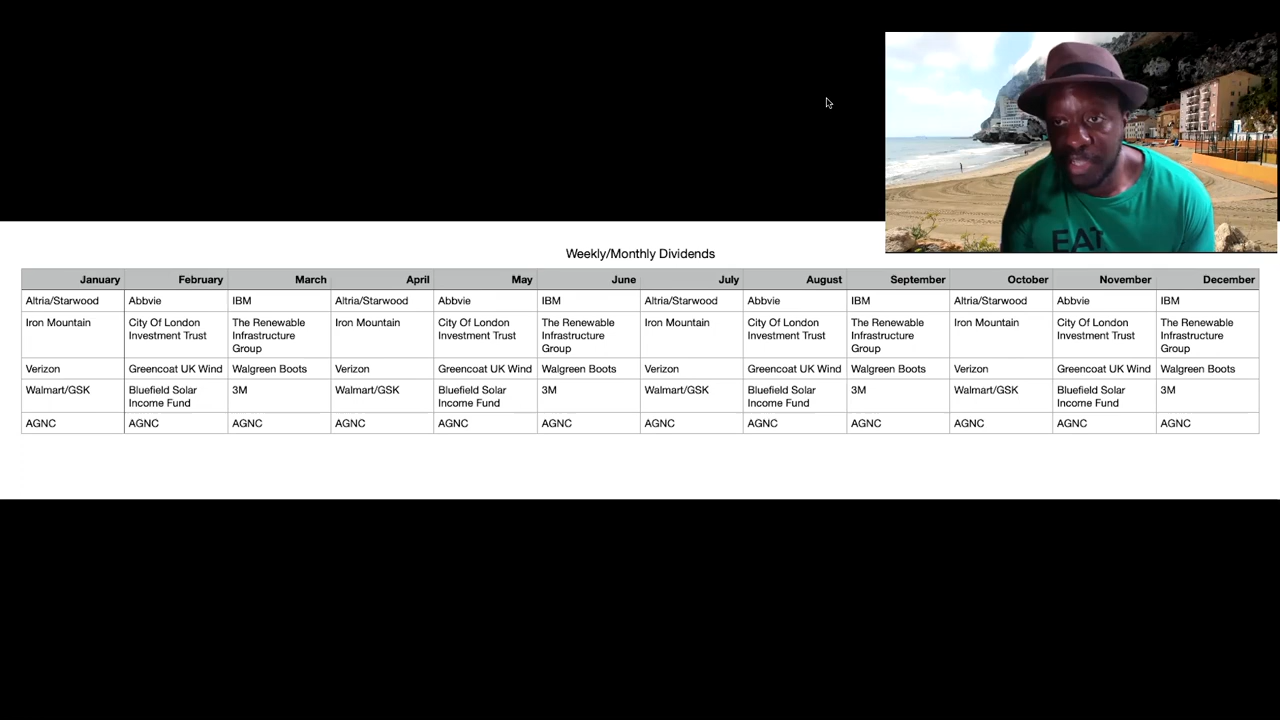 EAT
Weekly/Monthly Dividends
January February March April May June July August September October November December
Altria/Starwood Abbvie IBM Altria/Starwood Abbvie IBM Altria/Starwood Abbvie IBM Altria/Starwood Abbvie IBM
Iron Mountain City Of London The Renewable Iron Mountain City Of London The Renewable Iron Mountain City Of London The Renewable Iron Mountain City Of London The Renewable
Investment Trust Infrastructure Investment Trust Infrastructure Investment Trust Infrastructure Investment Trust Infrastructure
Group Group Group Group
Verizon Greencoat UK Wind Walgreen Boots Verizon Greencoat UK Wind Walgreen Boots Verizon Greencoat UK Wind Walgreen Boots Verizon Greencoat UK Wind Walgreen Boots
Walmart/GSK Bluefield Solar 3M Walmart/GSK Bluefield Solar 3M Walmart/GSK Bluefield Solar 3M Walmart/GSK Bluefield Solar 3M
Income Fund Income Fund Income Fund Income Fund
AGNC AGNC AGNC AGNC AGNC AGNC AGNC AGNC AGNC AGNC AGNC AGNC